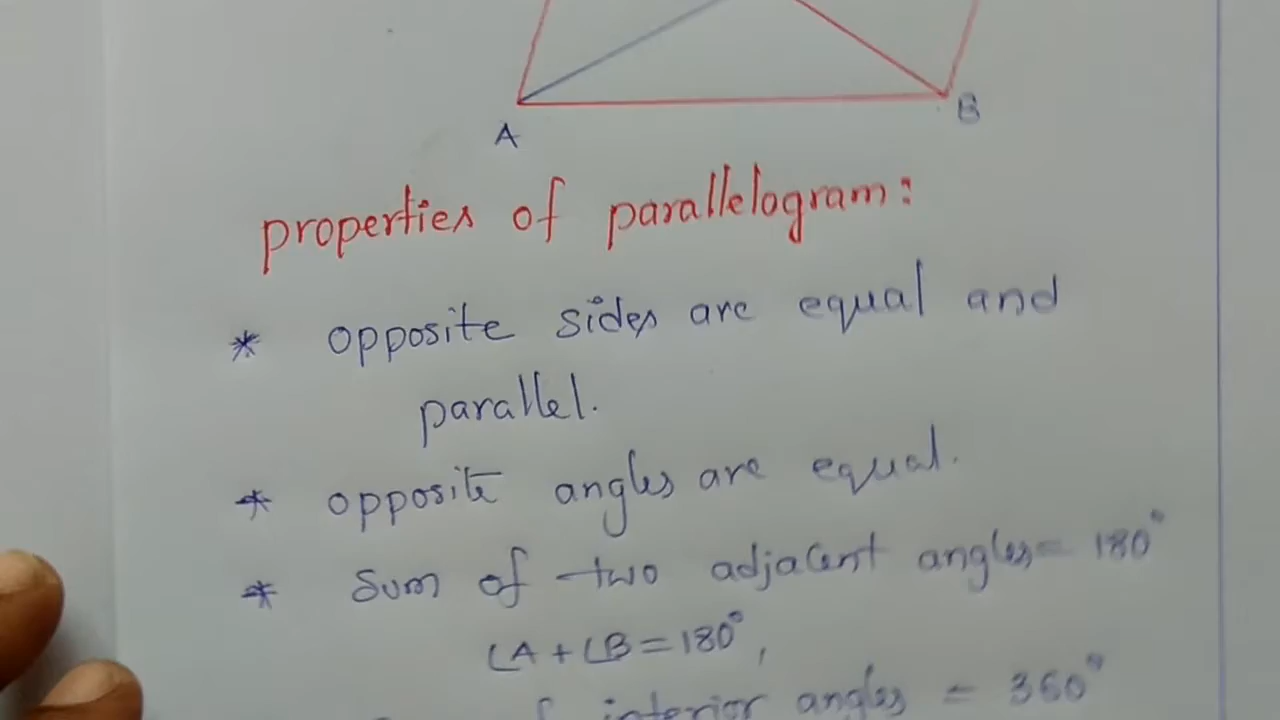 A
B
properties of parallelogram:
* opposite sides are equal and
parallel.
* opposite angles are equal.
* Sum of two adjacent angles = 180°
∠A + ∠B = 180°,
interior angles = 360°